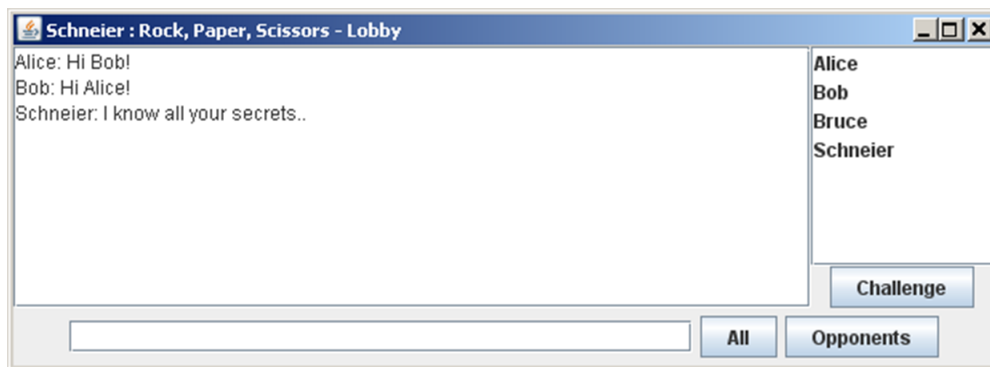 Schneier : Rock, Paper, Scissors - Lobby
Alice: Hi Bob!
Bob: Hi Alice!
Schneier: I know all your secrets..
Alice
Bob
Bruce
Schneier
Challenge
All
Opponents